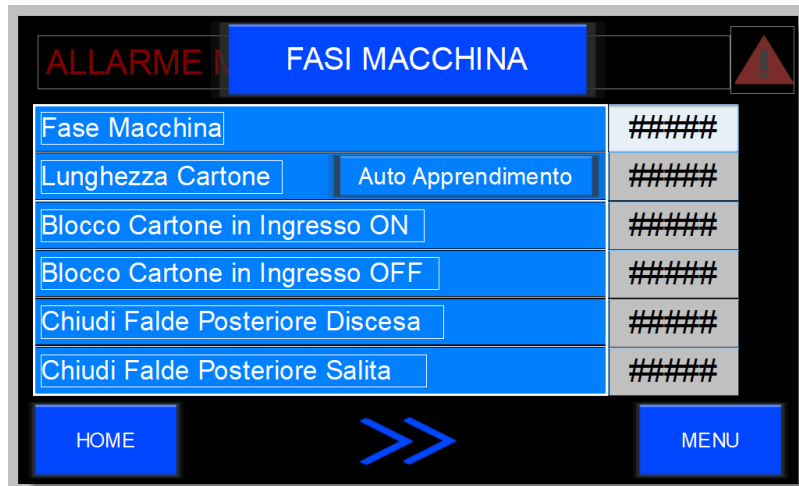 ALLARME
FASI MACCHINA
Fase Macchina #####
Lunghezza Cartone Auto Apprendimento #####
Blocco Cartone in Ingresso ON #####
Blocco Cartone in Ingresso OFF #####
Chiudi Falde Posteriore Discesa #####
Chiudi Falde Posteriore Salita #####
HOME >> MENU